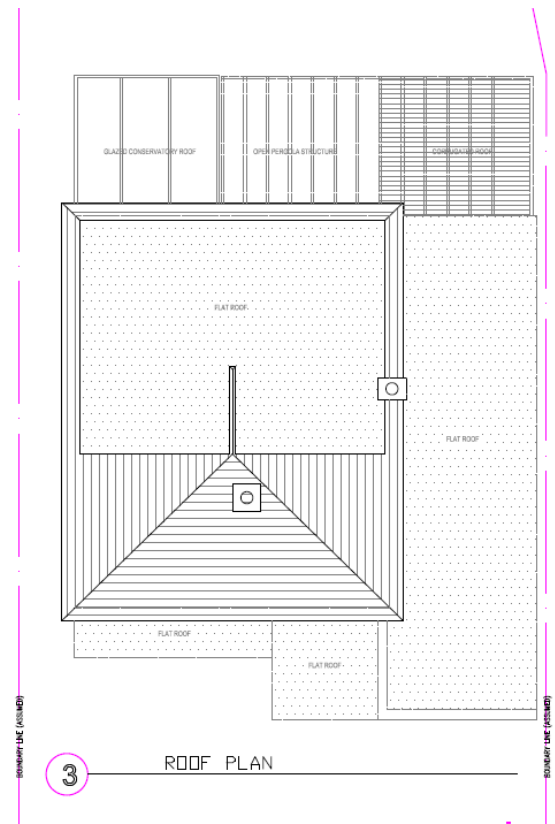 GLAZED CONSERVATORY ROOF
OPEN PERGOLA STRUCTURE
CORRUGATED ROOF
FLAT ROOF
FLAT ROOF
FLAT ROOF
FLAT ROOF
BOUNDARY LINE (ASSUMED)
BOUNDARY LINE (ASSUMED)
3
ROOF PLAN